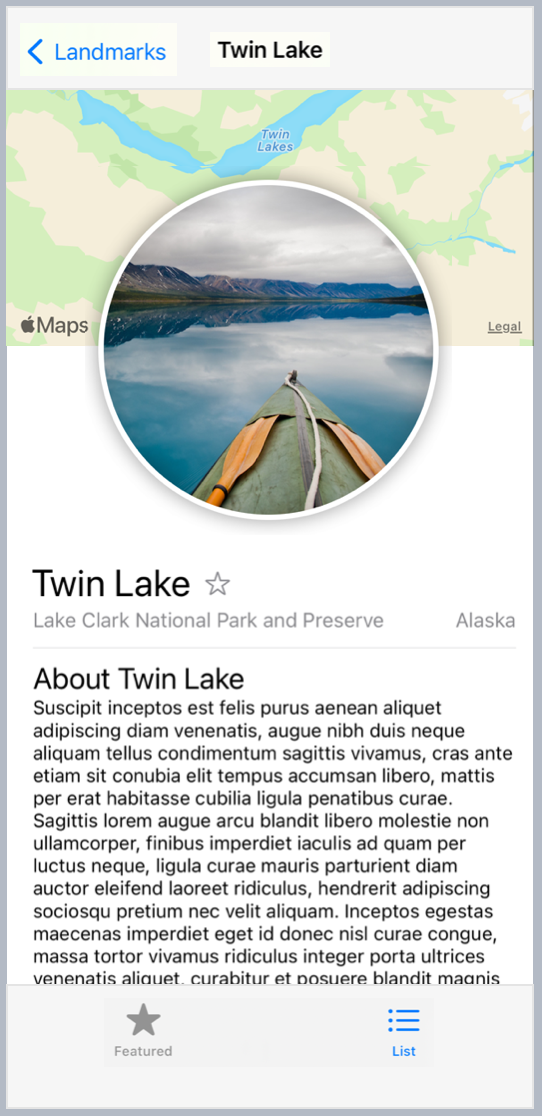 Landmarks
Twin Lake
Twin
Lakes
Maps
Legal
Twin Lake
Lake Clark National Park and Preserve
Alaska
About Twin Lake
Suscipit inceptos est felis purus aenean aliquet
adipiscing diam venenatis, augue nibh duis neque
aliquam tellus condimentum sagittis vivamus, cras ante
etiam sit conubia elit tempus accumsan libero, mattis
per erat habitasse cubilia ligula penatibus curae.
Sagittis lorem augue arcu blandit libero molestie non
ullamcorper, finibus imperdiet iaculis ad quam per
luctus neque, ligula curae mauris parturient diam
auctor eleifend laoreet ridiculus, hendrerit adipiscing
sociosqu pretium nec velit aliquam. Inceptos egestas
maecenas imperdiet eget id donec nisl curae congue,
massa tortor vivamus ridiculus integer porta ultrices
venenatis aliquet, curabitur et posuere blandit magnis
Featured
List